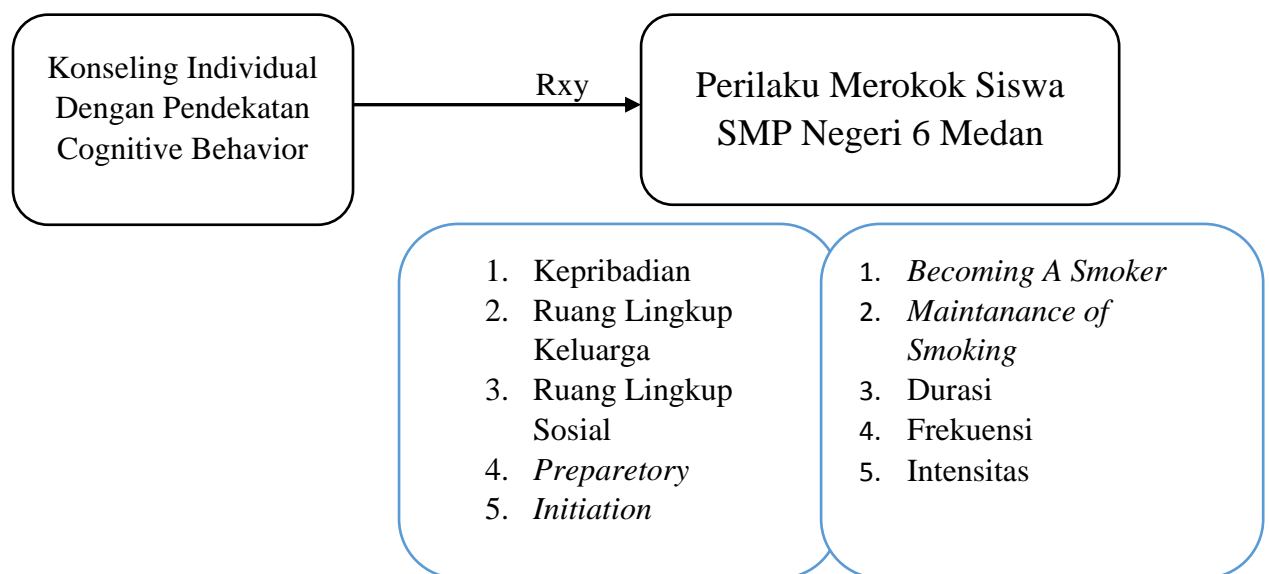 Konseling Individual
Dengan Pendekatan
Cognitive Behavior
Rxy
Perilaku Merokok Siswa
SMP Negeri 6 Medan
1. Kepribadian
2. Ruang Lingkup
Keluarga
3. Ruang Lingkup
Sosial
4. Preparetory
5. Initiation
1. Becoming A Smoker
2. Maintanance of
Smoking
3. Durasi
4. Frekuensi
5. Intensitas